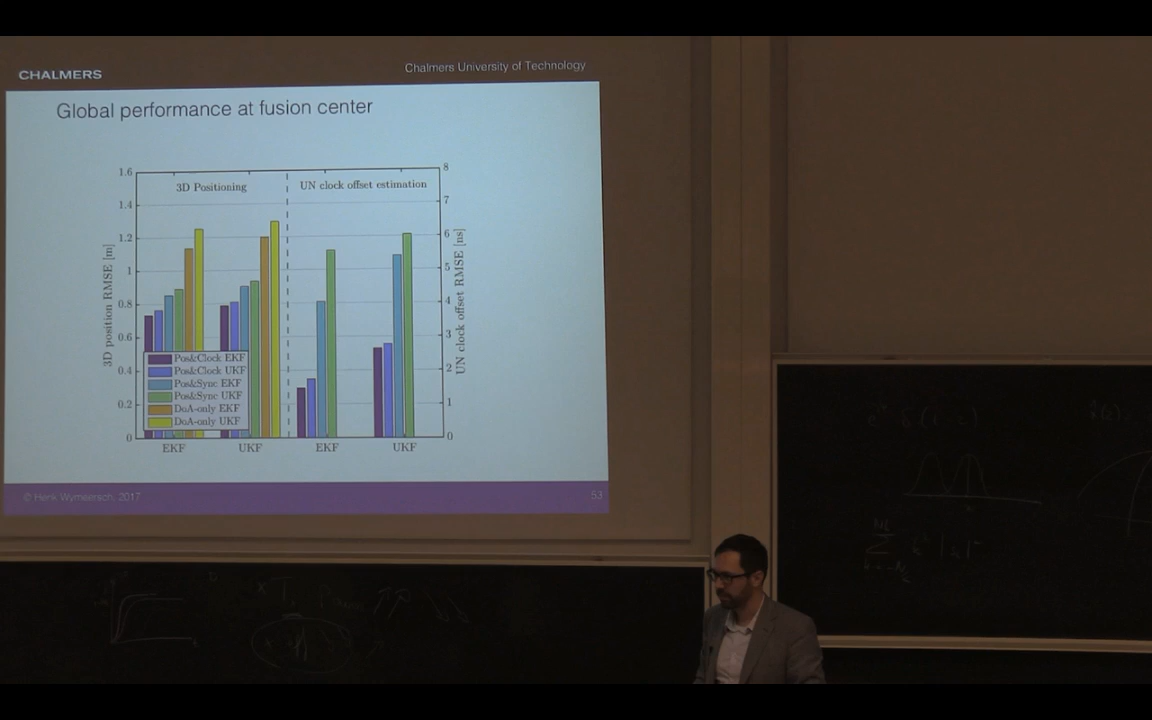 CHALMERS
Chalmers University of Technology
Global performance at fusion center
3D Positioning
UN clock offset estimation
3D position RMSE [m]
UN clock offset RMSE [ns]
1.6
1.4
1.2
1
0.8
0.6
0.4
0.2
0
8
7
6
5
4
3
2
1
0
Pos&Clock EKF
Pos&Clock UKF
Pos&Sync EKF
Pos&Sync UKF
DoA-only EKF
DoA-only UKF
EKF
UKF
EKF
UKF
© Henk Wymeersch, 2017
53